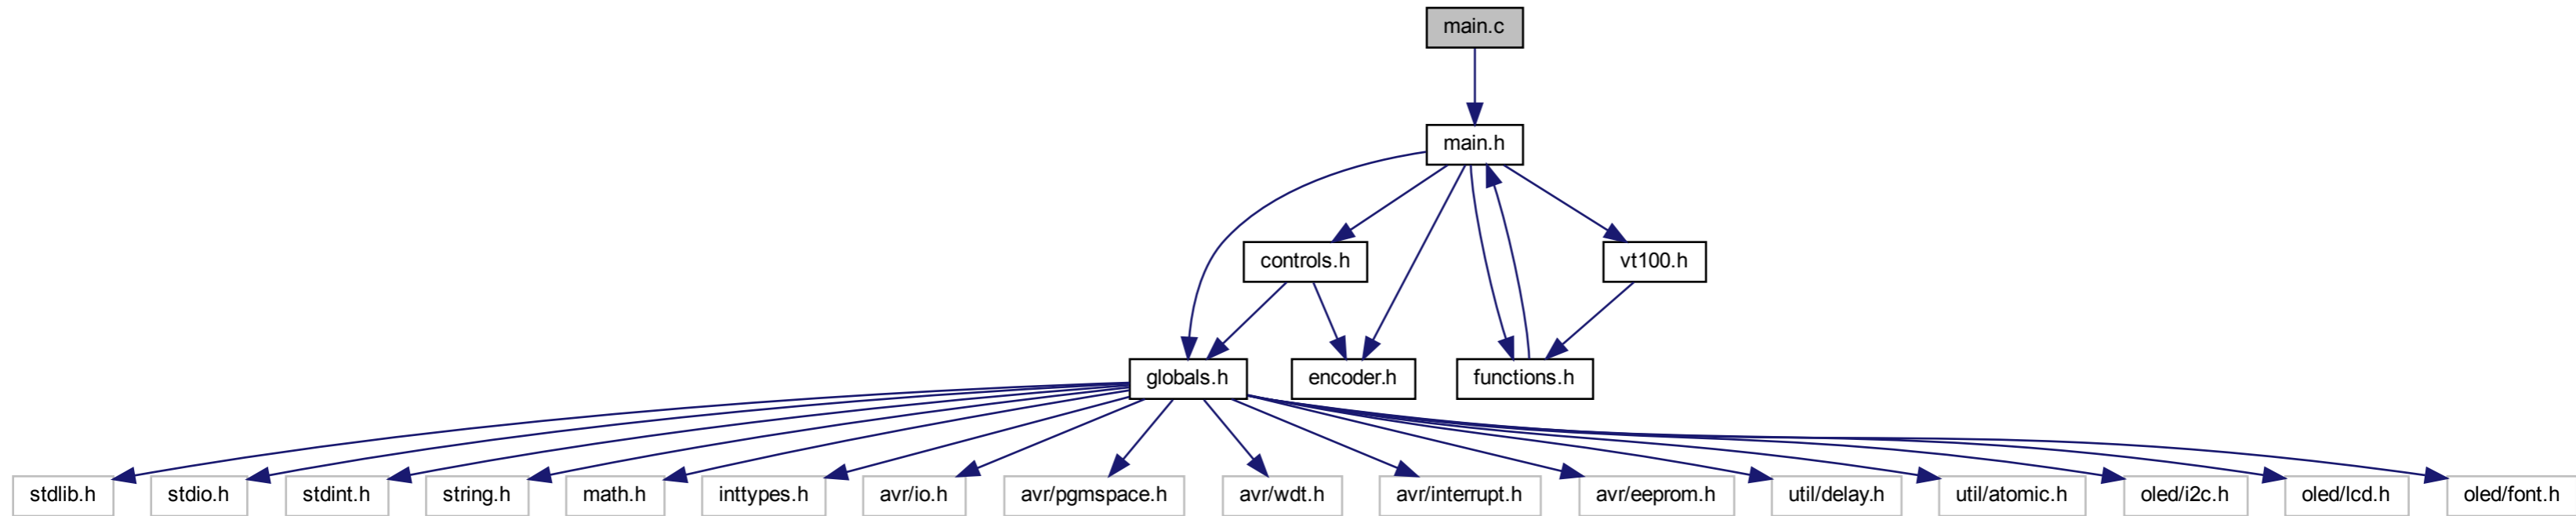 main.c
main.h
controls.h
vt100.h
globals.h
encoder.h
functions.h
stdlib.h
stdio.h
stdint.h
string.h
math.h
inttypes.h
avr/io.h
avr/pgmspace.h
avr/wdt.h
avr/interrupt.h
avr/eeprom.h
util/delay.h
util/atomic.h
oled/i2c.h
oled/lcd.h
oled/font.h